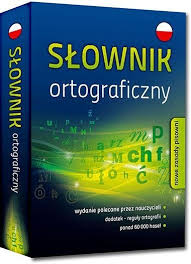 SŁOWNIK
ortograficzny
wydanie polecane przez nauczycieli
dodatek - reguły ortografii
ponad 60 000 haseł
nowe zasady pisowni
SŁOWNIK ortograficzny